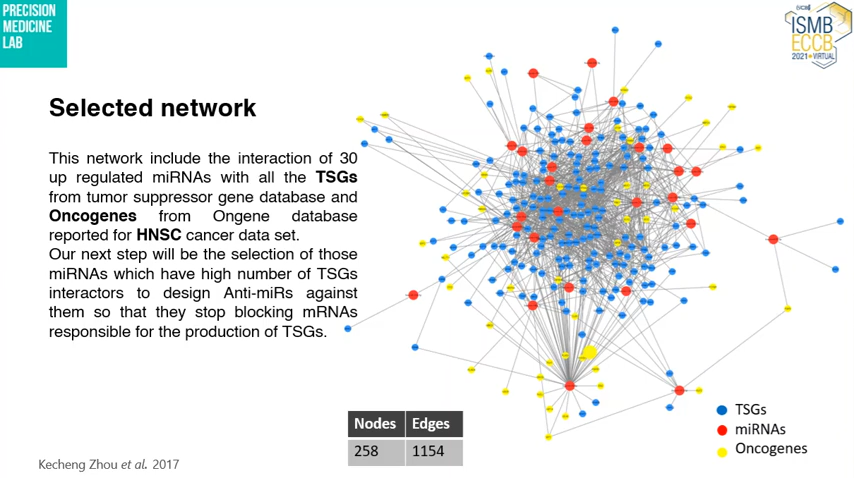 PRECISION
MEDICINE
LAB
ISCB
ISMB
ECCB
2021 • VIRTUAL
Selected network
This network include the interaction of 30
up regulated miRNAs with all the TSGs
from tumor suppressor gene database and
Oncogenes from Ongene database
reported for HNSC cancer data set.
Our next step will be the selection of those
miRNAs which have high number of TSGs
interactors to design Anti-miRs against
them so that they stop blocking mRNAs
responsible for the production of TSGs.
Nodes Edges
258 1154
TSGs
miRNAs
Oncogenes
Kecheng Zhou et al. 2017